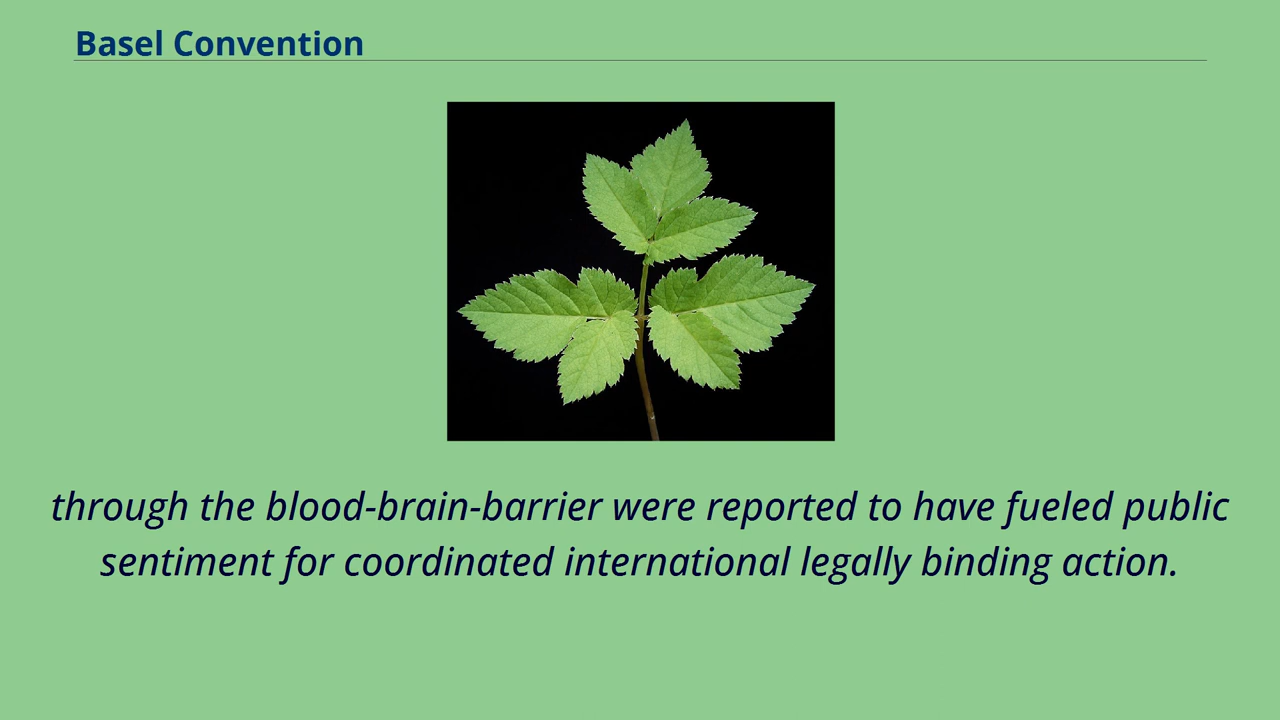 Basel Convention
through the blood-brain-barrier were reported to have fueled public
sentiment for coordinated international legally binding action.